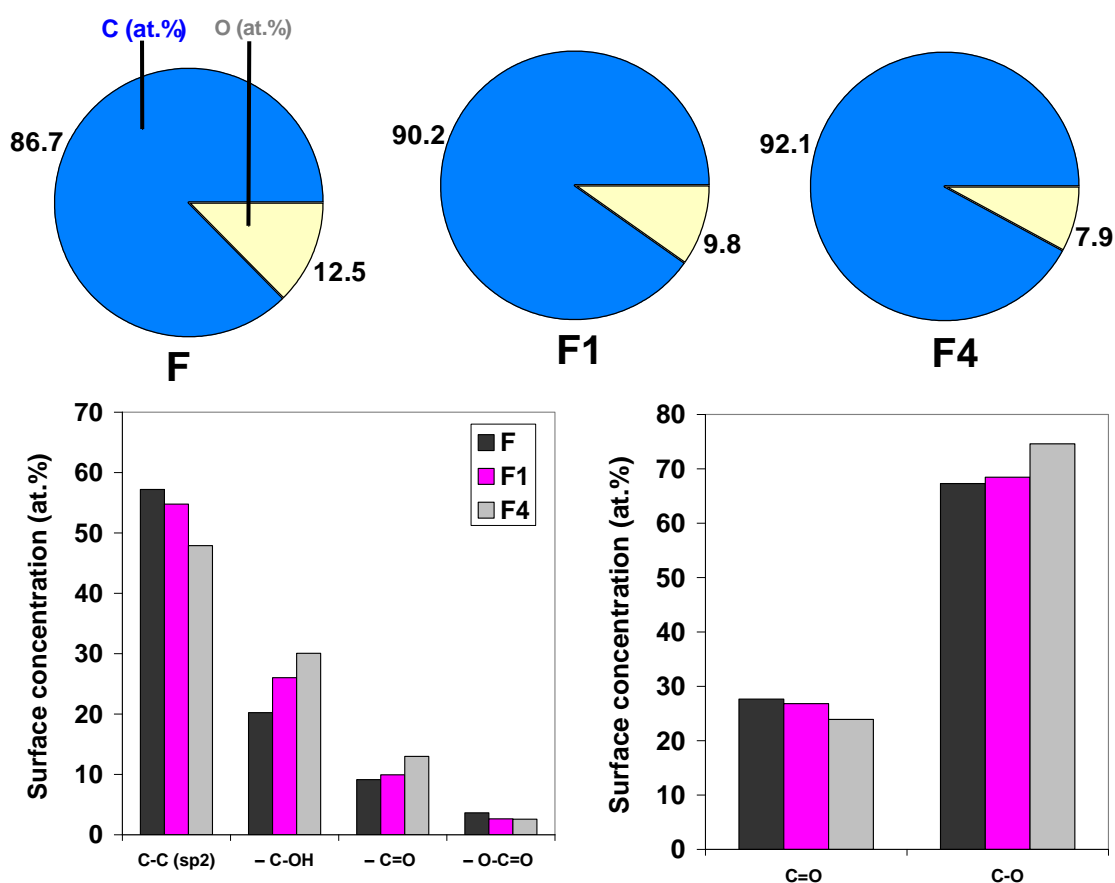 C (at.%) O (at.%)
86.7
12.5
F
90.2
9.8
F1
92.1
7.9
F4
Surface concentration (at.%)
70
60
50
40
30
20
10
0
F
F1
F4
C-C (sp2) – C-OH – C=O – O-C=O
Surface concentration (at.%)
80
70
60
50
40
30
20
10
0
C=O C-O